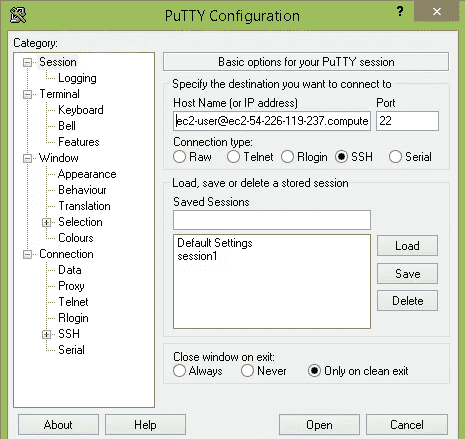 PuTTY Configuration
?
×
Category:
Session
Logging
Terminal
Keyboard
Bell
Features
Window
Appearance
Behaviour
Translation
Selection
Colours
Connection
Data
Proxy
Telnet
Rlogin
SSH
Serial
Basic options for your PuTTY session
Specify the destination you want to connect to
Host Name (or IP address) Port
ec2-user@ec2-54-226-119-237.compute 22
Connection type:
Raw Telnet Rlogin SSH Serial
Load, save or delete a stored session
Saved Sessions
Default Settings
session1
Load
Save
Delete
Close window on exit:
Always Never Only on clean exit
About Help Open Cancel